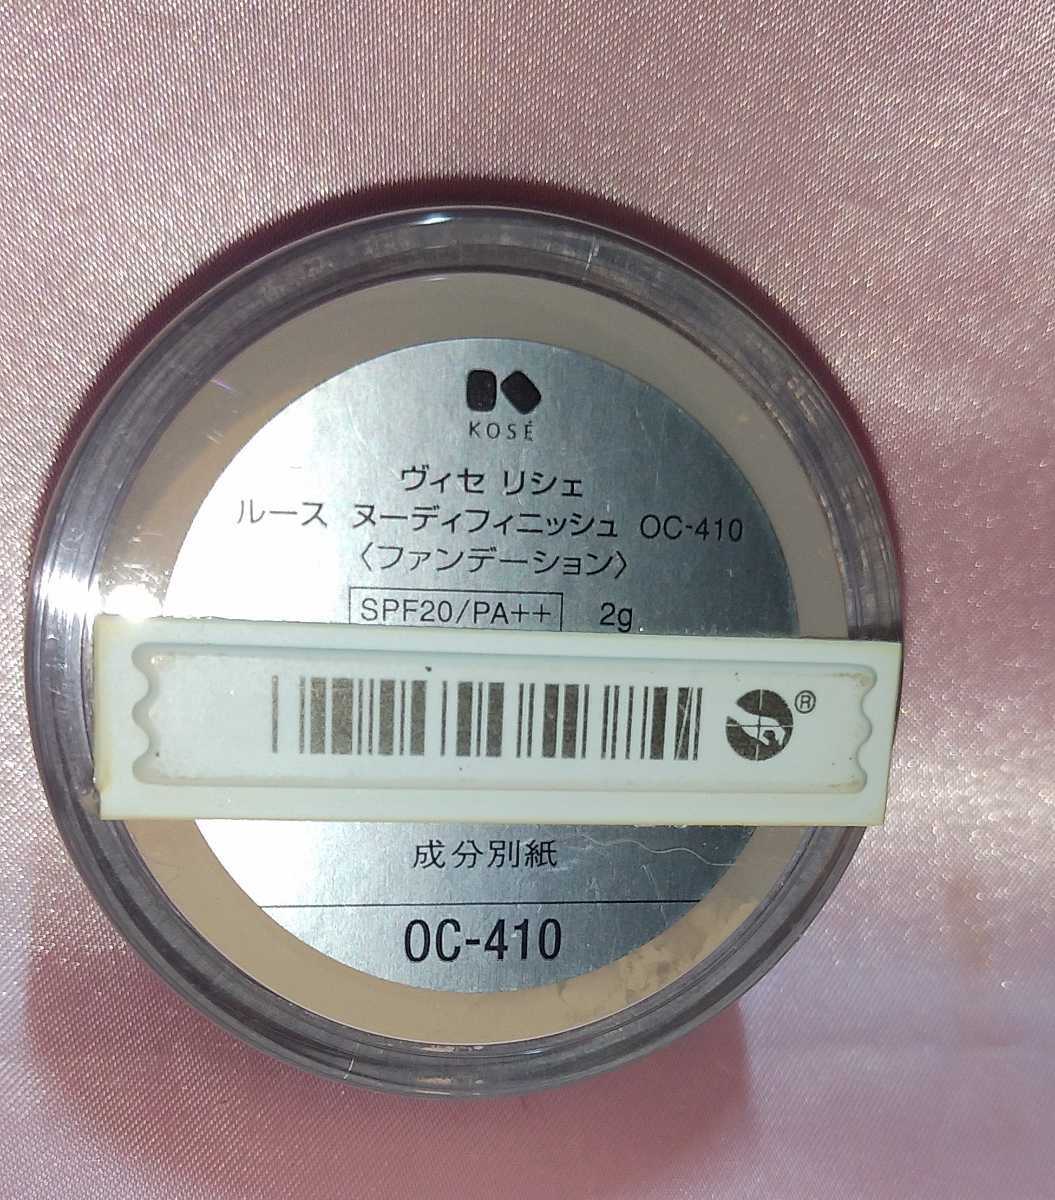 KOSÉ
ヴィセ リシェ
ルース ヌーディフィニッシュ OC-410
〈ファンデーション〉
SPF20/PA++ 2g
®
成分別紙
OC-410